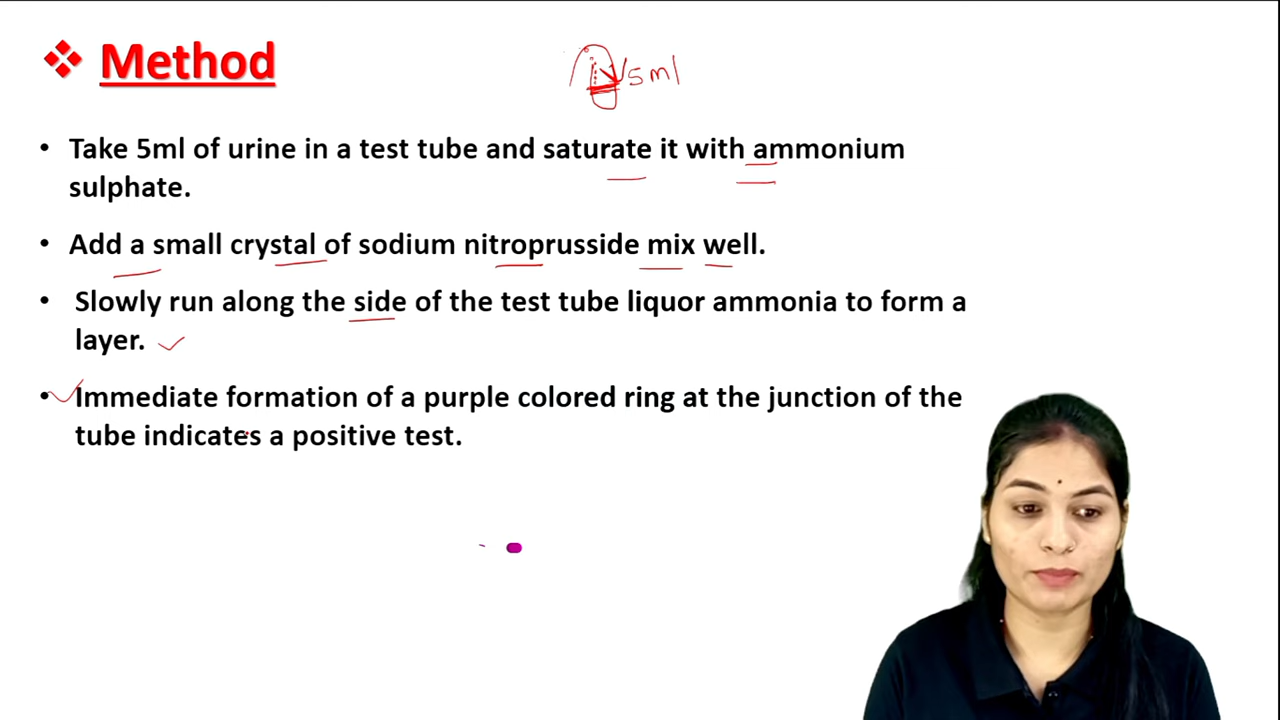 Method
5ml
Take 5ml of urine in a test tube and saturate it with ammonium
sulphate.
Add a small crystal of sodium nitroprusside mix well.
Slowly run along the side of the test tube liquor ammonia to form a
layer.
Immediate formation of a purple colored ring at the junction of the
tube indicates a positive test.